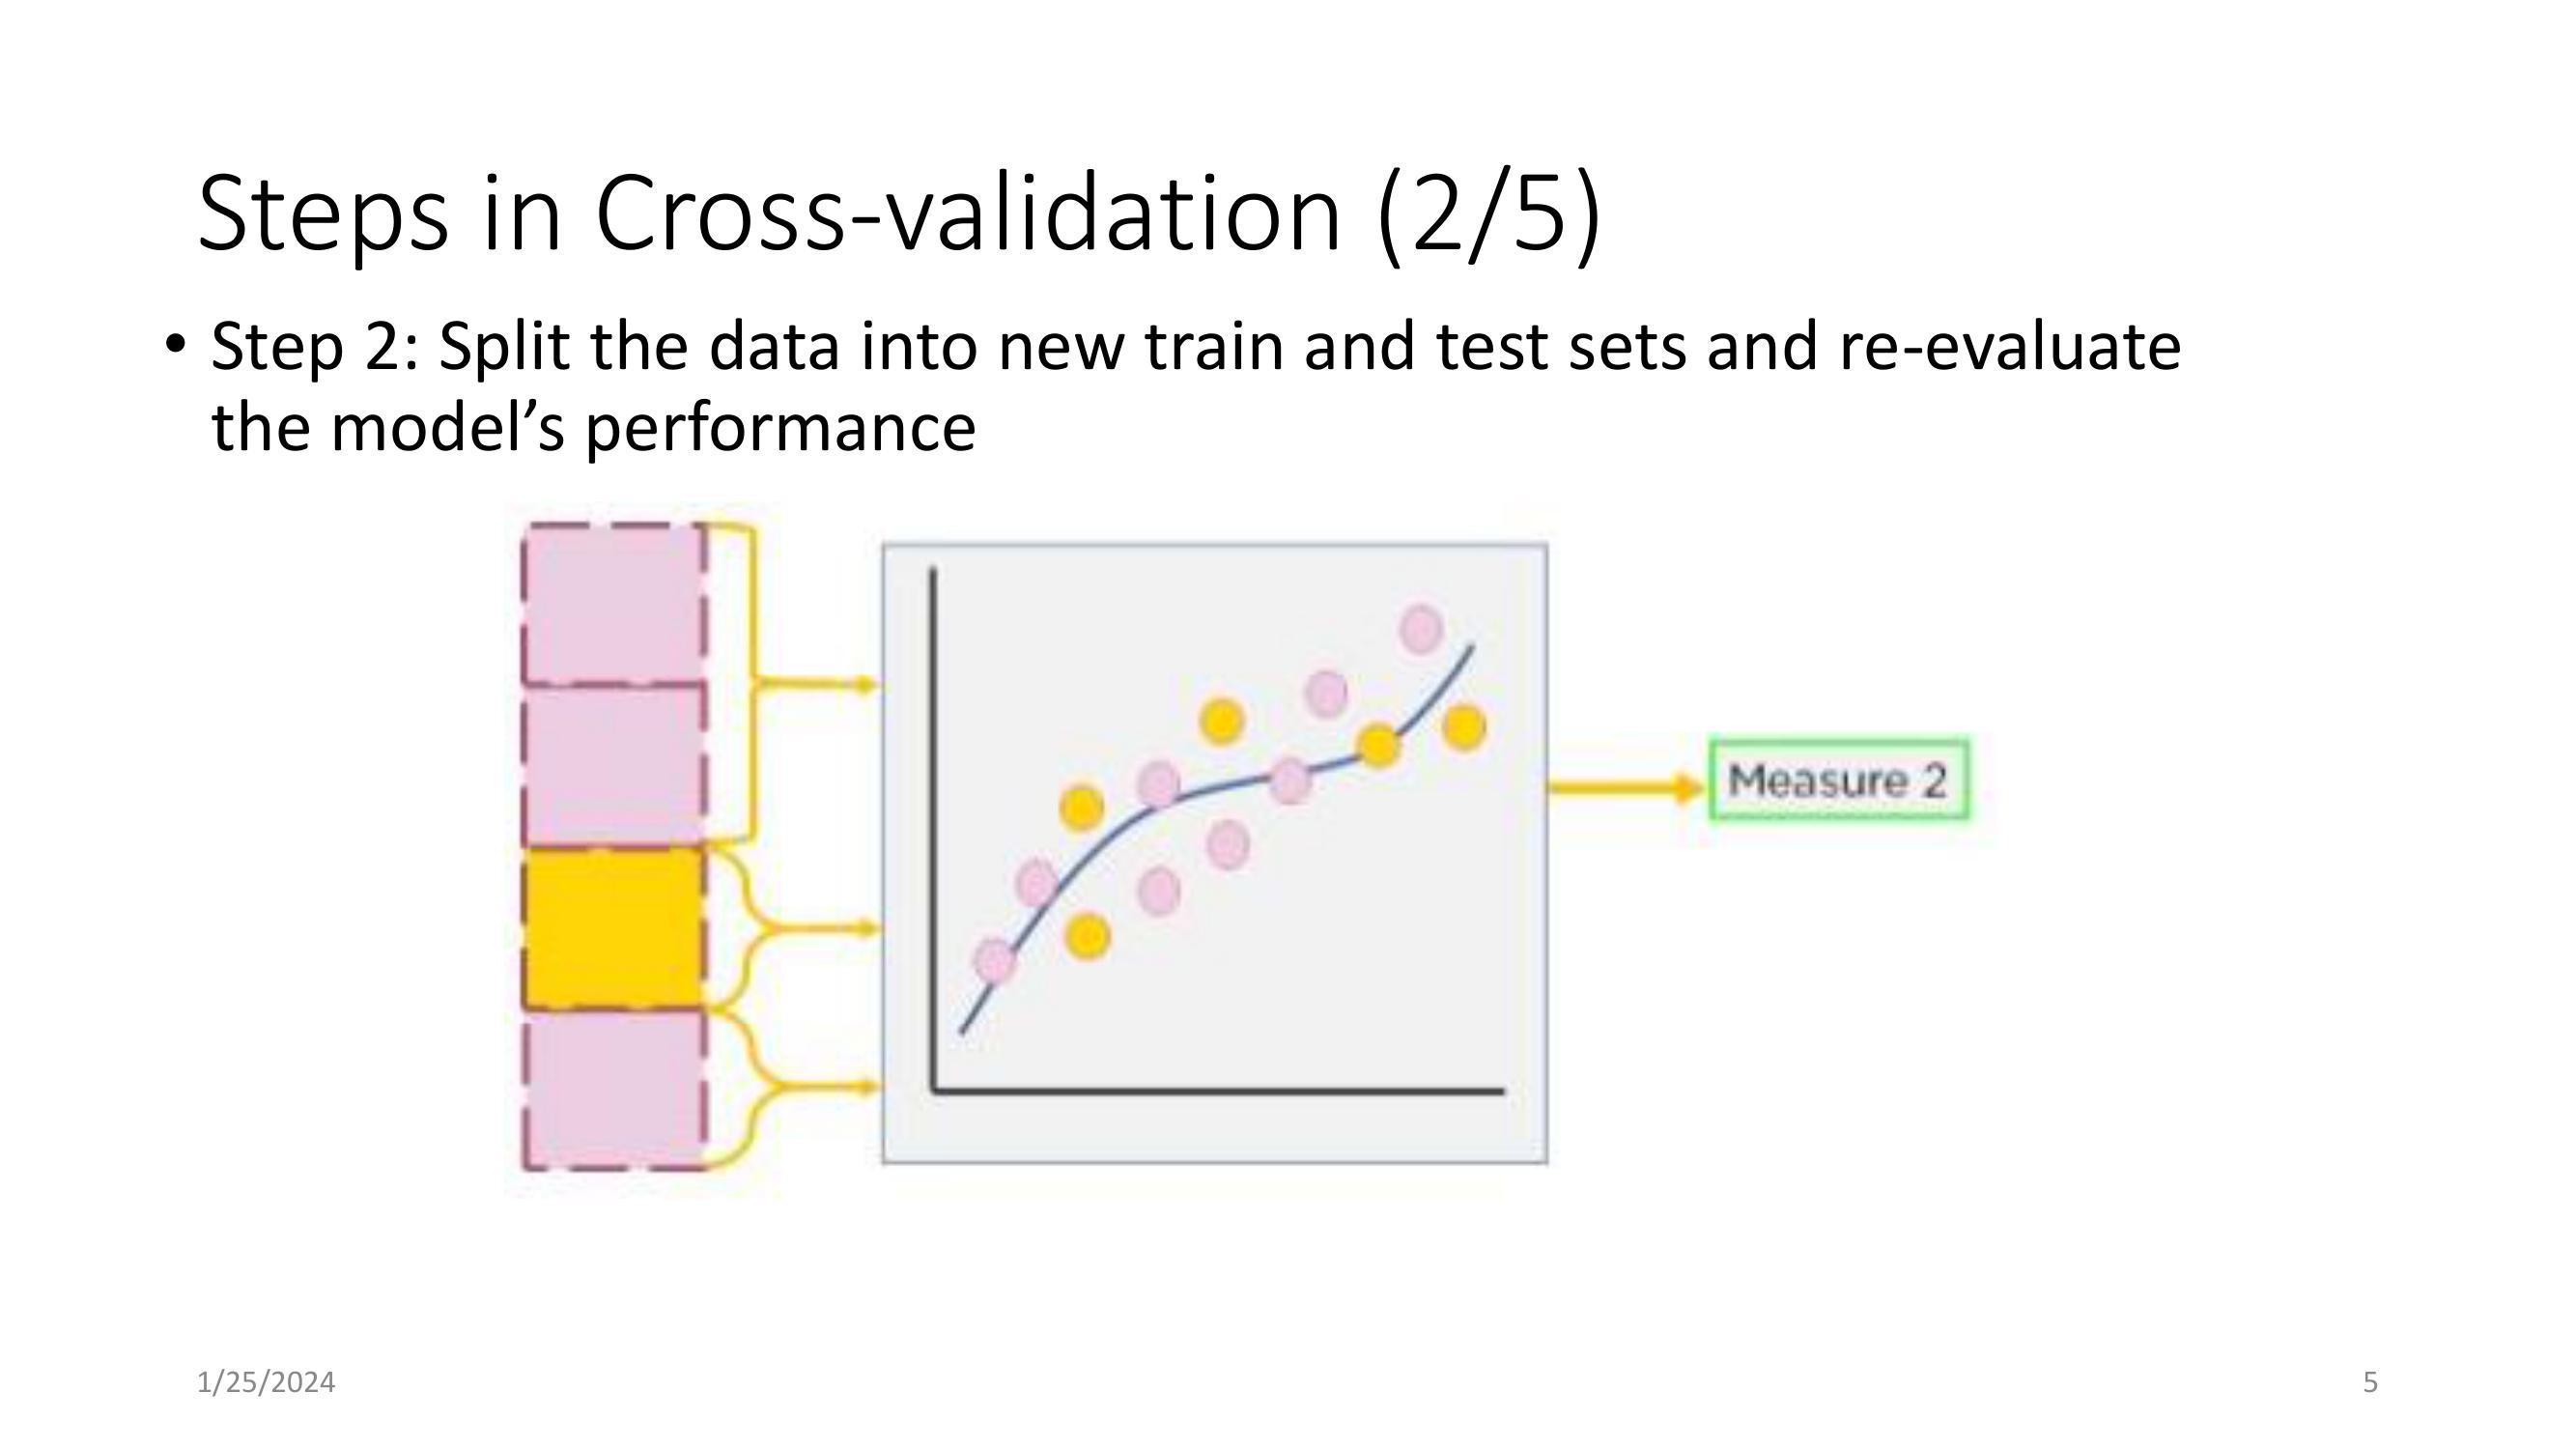 Steps in Cross-validation (2/5)
• Step 2: Split the data into new train and test sets and re-evaluate
the model’s performance
Measure 2
1/25/2024
5